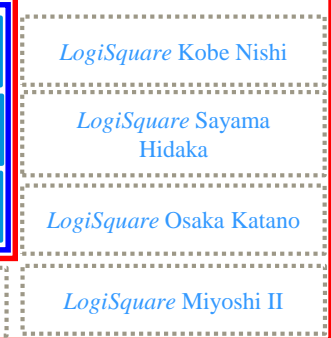 LogiSquare Kobe Nishi
LogiSquare Sayama
Hidaka
LogiSquare Osaka Katano
LogiSquare Miyoshi II